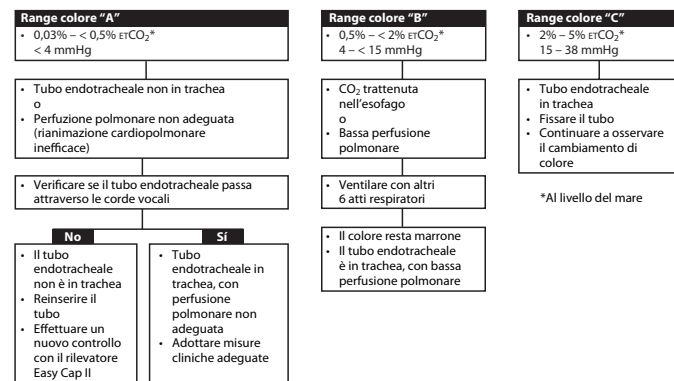 Range colore “A”
• 0,03% – < 0,5% ETCO₂*
< 4 mmHg
• Tubo endotracheale non in trachea
o
• Perfuzione polmonare non adeguata
(rianimazione cardiopolmonare
inefficace)
• Verificare se il tubo endotracheale passa
attraverso le corde vocali
No
• Il tubo
endotracheale
non è in trachea
• Reinserire il
tubo
• Effettuare un
nuovo controllo
con il rilevatore
Easy Cap II
Sí
• Tubo
endotracheale in
trachea, con
perfusione
polmonare non
adeguata
• Adottare misure
cliniche adeguate
Range colore “B”
• 0,5% – < 2% ETCO₂*
4 – < 15 mmHg
• CO₂ trattenuta
nell’esofago
o
• Bassa perfusione
polmonare
• Ventilare con altri
6 atti respiratori
• Il colore resta marrone
• Il tubo endotracheale
è in trachea, con bassa
perfusione polmonare
Range colore “C”
• 2% – 5% ETCO₂*
15 – 38 mmHg
• Tubo endotracheale
in trachea
• Fissare il tubo
• Continuare a osservare
il cambiamento di
colore
*Al livello del mare